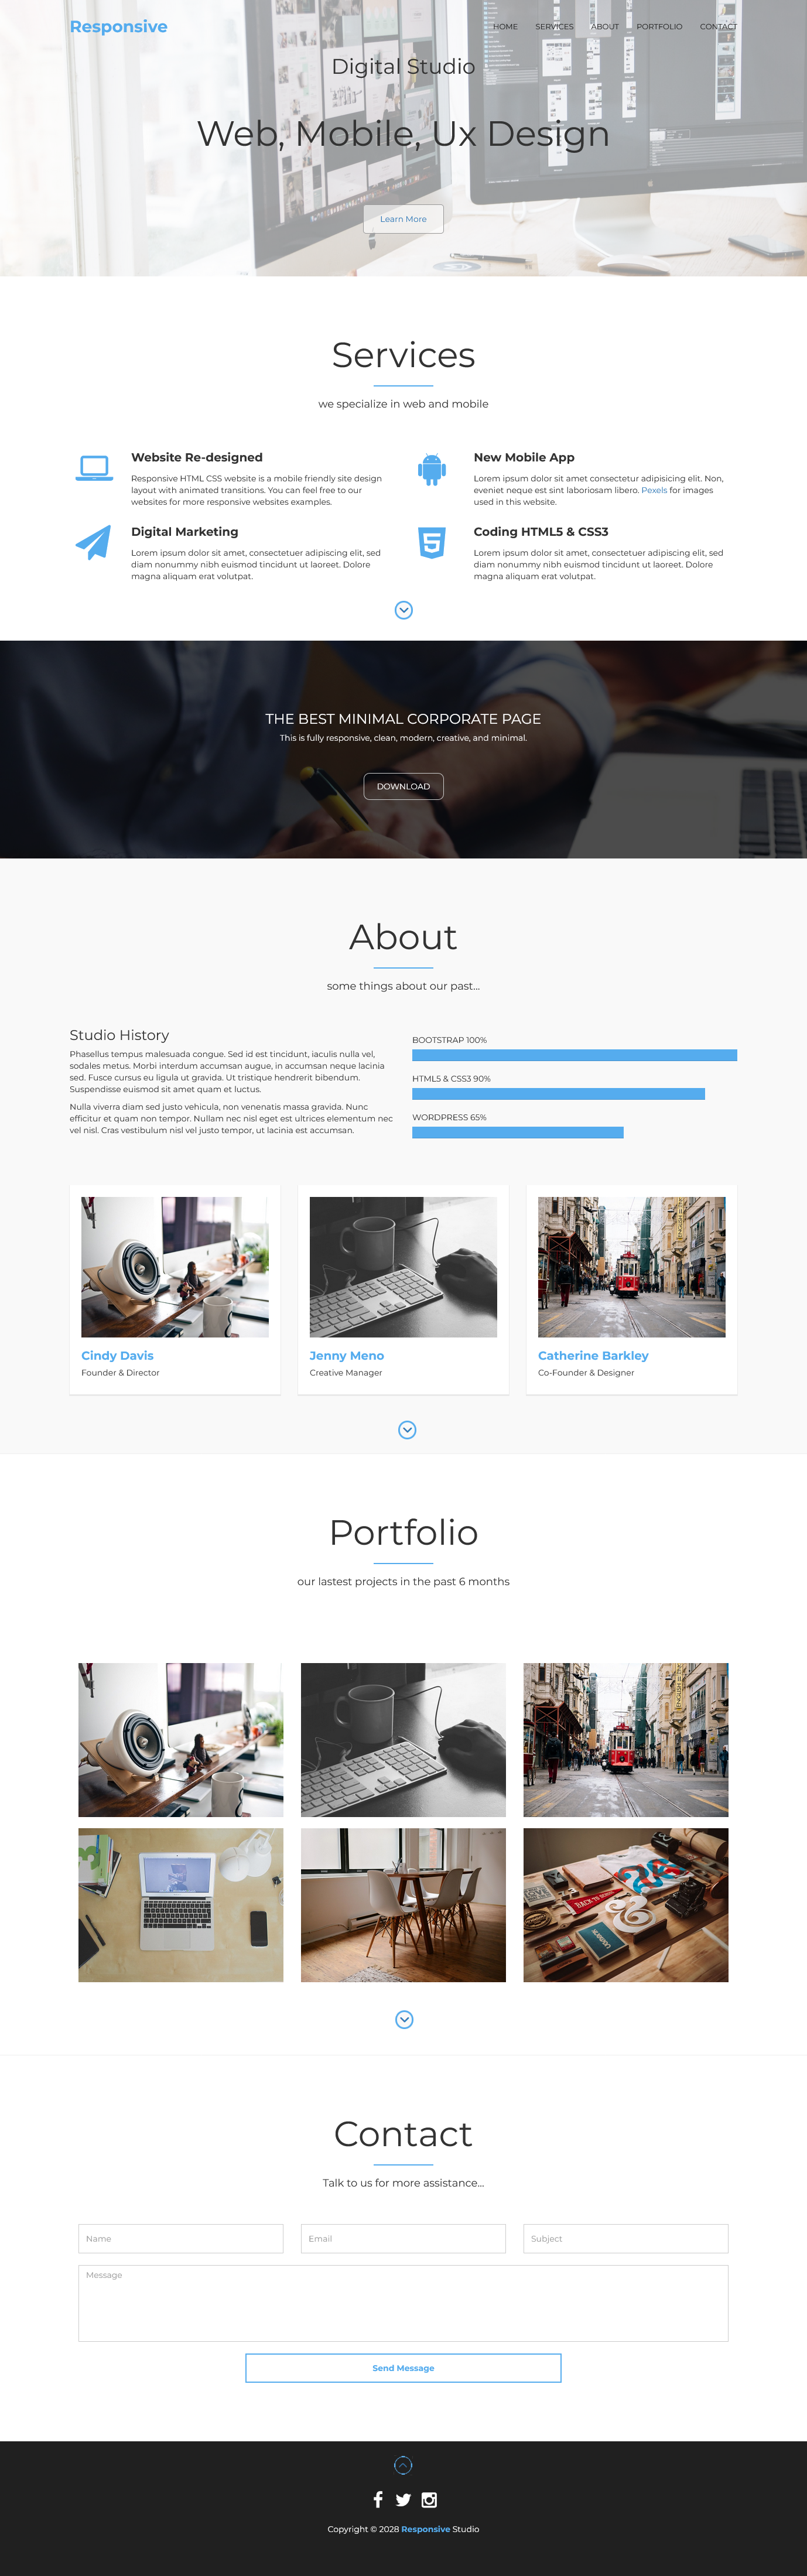 Responsive
HOME SERVICES ABOUT PORTFOLIO CONTACT
Digital Studio
Web, Mobile, Ux Design
Learn More
Services
we specialize in web and mobile
Website Re-designed
Responsive HTML CSS website is a mobile friendly site design
layout with animated transitions. You can feel free to our
websites for more responsive websites examples.
New Mobile App
Lorem ipsum dolor sit amet consectetur adipisicing elit. Non,
eveniet neque est sint laboriosam libero. Pexels for images
used in this website.
Digital Marketing
Lorem ipsum dolor sit amet, consectetuer adipiscing elit, sed
diam nonummy nibh euismod tincidunt ut laoreet. Dolore
magna aliquam erat volutpat.
Coding HTML5 & CSS3
Lorem ipsum dolor sit amet, consectetuer adipiscing elit, sed
diam nonummy nibh euismod tincidunt ut laoreet. Dolore
magna aliquam erat volutpat.
THE BEST MINIMAL CORPORATE PAGE
This is fully responsive, clean, modern, creative, and minimal.
DOWNLOAD
About
some things about our past...
Studio History
Phasellus tempus malesuada congue. Sed id est tincidunt, iaculis nulla vel,
sodales metus. Morbi interdum accumsan augue, in accumsan neque lacinia
sed. Fusce cursus eu ligula ut gravida. Ut tristique hendrerit bibendum.
Suspendisse euismod sit amet quam et luctus.
Nulla viverra diam sed justo vehicula, non venenatis massa gravida. Nunc
efficitur et quam non tempor. Nullam nec nisl eget est ultrices elementum nec
vel nisl. Cras vestibulum nisl vel justo tempor, ut lacinia est accumsan.
BOOTSTRAP 100%
HTML5 & CSS3 90%
WORDPRESS 65%
Cindy Davis
Founder & Director
Jenny Meno
Creative Manager
Catherine Barkley
Co-Founder & Designer
Portfolio
our lastest projects in the past 6 months
Contact
Talk to us for more assistance...
Name
Email
Subject
Message
Send Message
Copyright © 2028 Responsive Studio